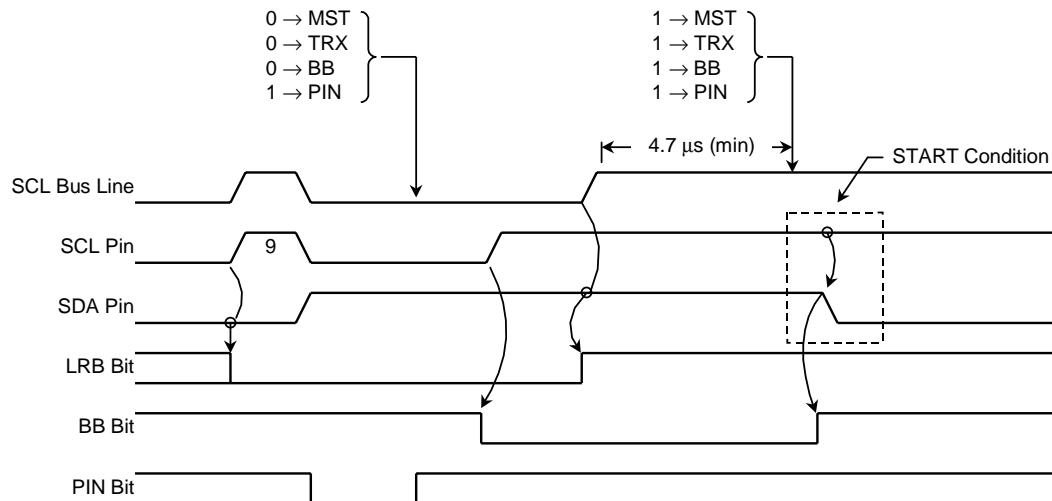 0 → MST
0 → TRX
0 → BB
1 → PIN
1 → MST
1 → TRX
1 → BB
1 → PIN
4.7 μs (min)
START Condition
SCL Bus Line
SCL Pin
9
SDA Pin
LRB Bit
BB Bit
PIN Bit